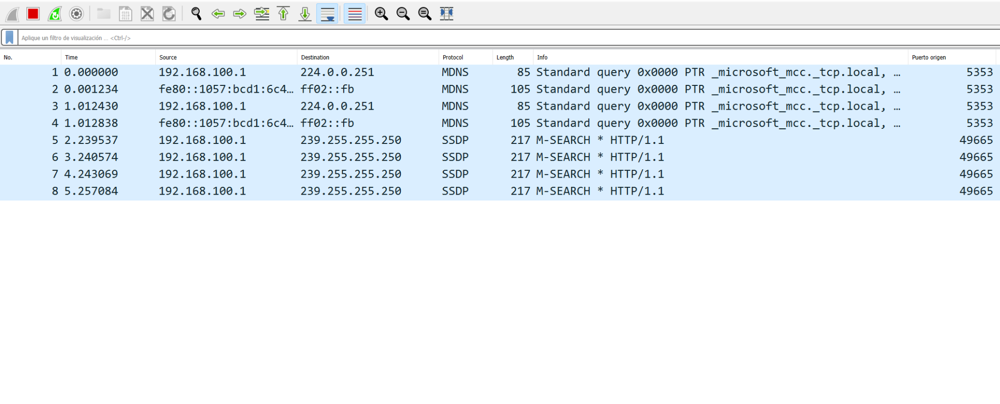 Aplique un filtro de visualización ... <Ctrl-/>
No. Time Source Destination Protocol Length Info Puerto origen
1 0.000000 192.168.100.1 224.0.0.251 MDNS 85 Standard query 0x0000 PTR _microsoft_mcc._tcp.local, … 5353
2 0.001234 fe80::1057:bcd1:6c4… ff02::fb MDNS 105 Standard query 0x0000 PTR _microsoft_mcc._tcp.local, … 5353
3 1.012430 192.168.100.1 224.0.0.251 MDNS 85 Standard query 0x0000 PTR _microsoft_mcc._tcp.local, … 5353
4 1.012838 fe80::1057:bcd1:6c4… ff02::fb MDNS 105 Standard query 0x0000 PTR _microsoft_mcc._tcp.local, … 5353
5 2.239537 192.168.100.1 239.255.255.250 SSDP 217 M-SEARCH * HTTP/1.1 49665
6 3.240574 192.168.100.1 239.255.255.250 SSDP 217 M-SEARCH * HTTP/1.1 49665
7 4.243069 192.168.100.1 239.255.255.250 SSDP 217 M-SEARCH * HTTP/1.1 49665
8 5.257084 192.168.100.1 239.255.255.250 SSDP 217 M-SEARCH * HTTP/1.1 49665